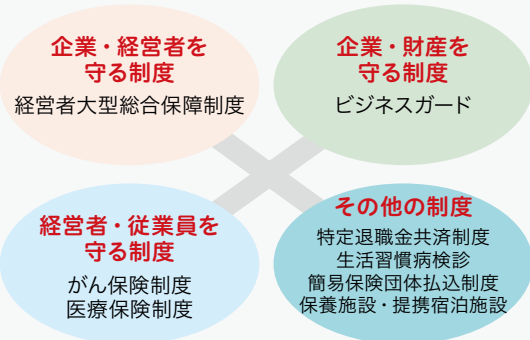 企業・経営者を
守る制度
経営者大型総合保障制度
企業・財産を
守る制度
ビジネスガード
経営者・従業員を
守る制度
がん保険制度
医療保険制度
その他の制度
特定退職金共済制度
生活習慣病検診
簡易保険団体払込制度
保養施設・提携宿泊施設